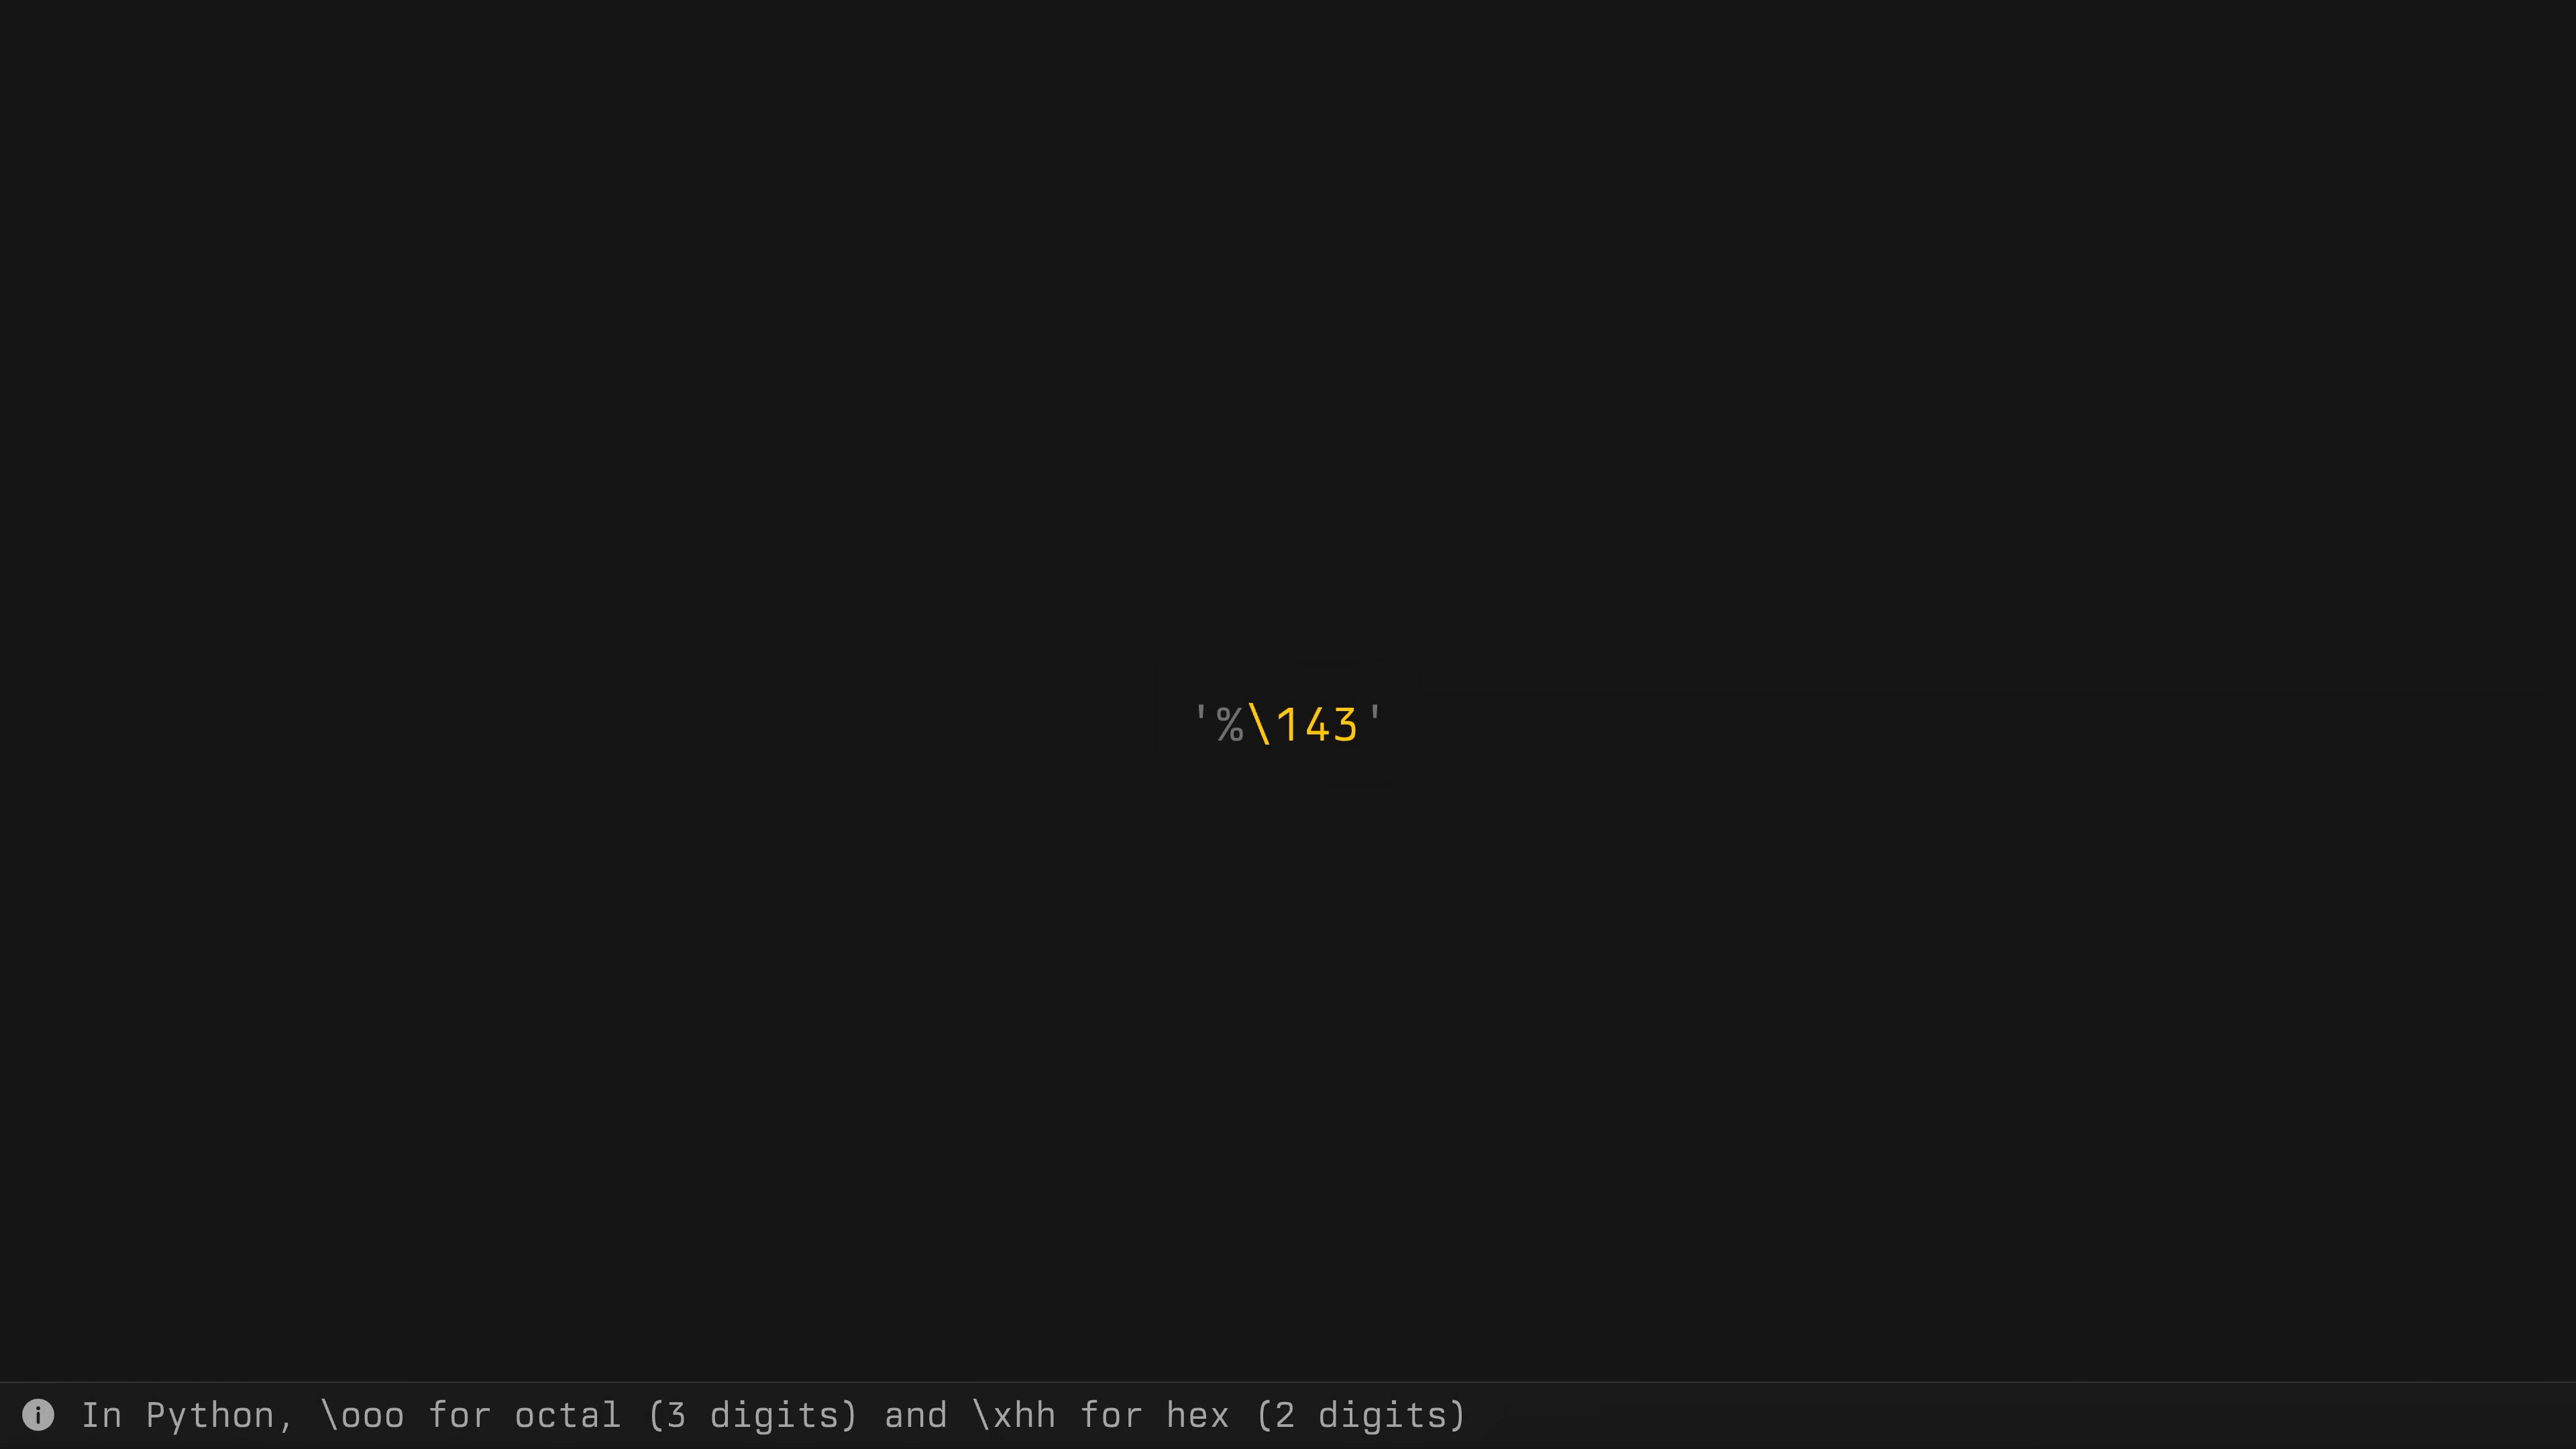 '%\143'
In Python, \ooo for octal (3 digits) and \xhh for hex (2 digits)